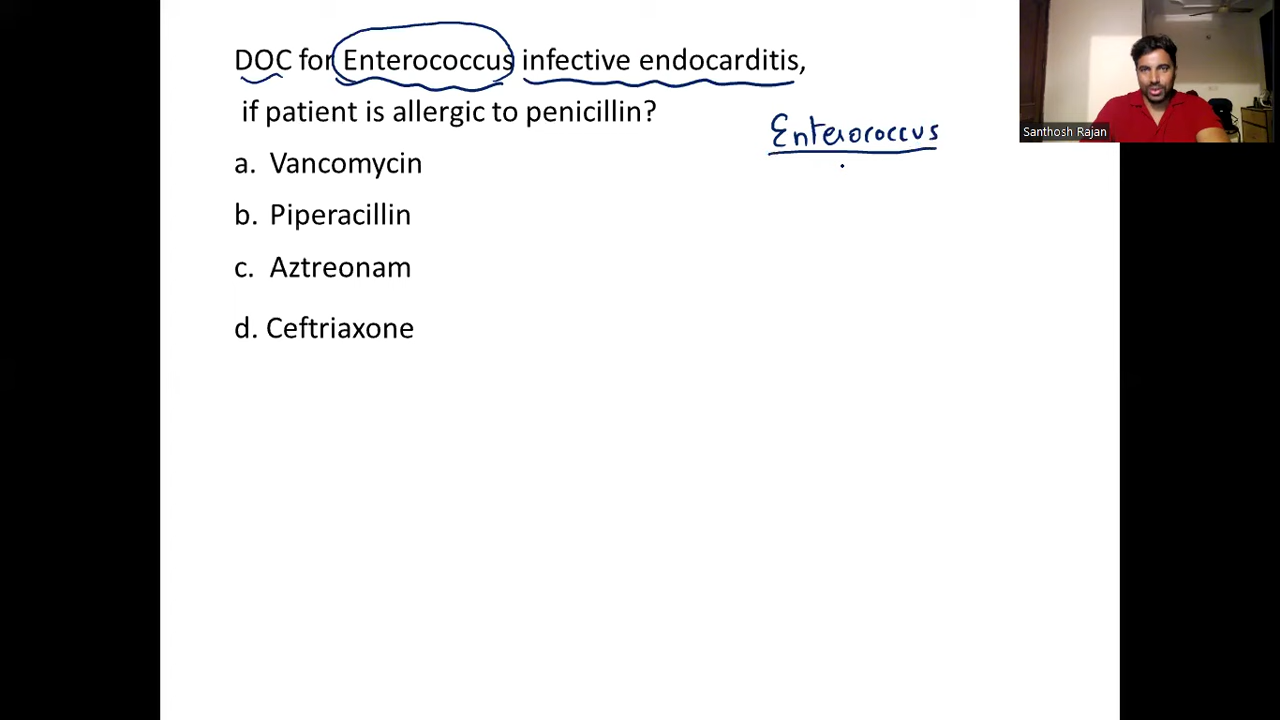 DOC for Enterococcus infective endocarditis,
if patient is allergic to penicillin?
Enterococcus
Santhosh Rajan
a. Vancomycin
b. Piperacillin
c. Aztreonam
d. Ceftriaxone